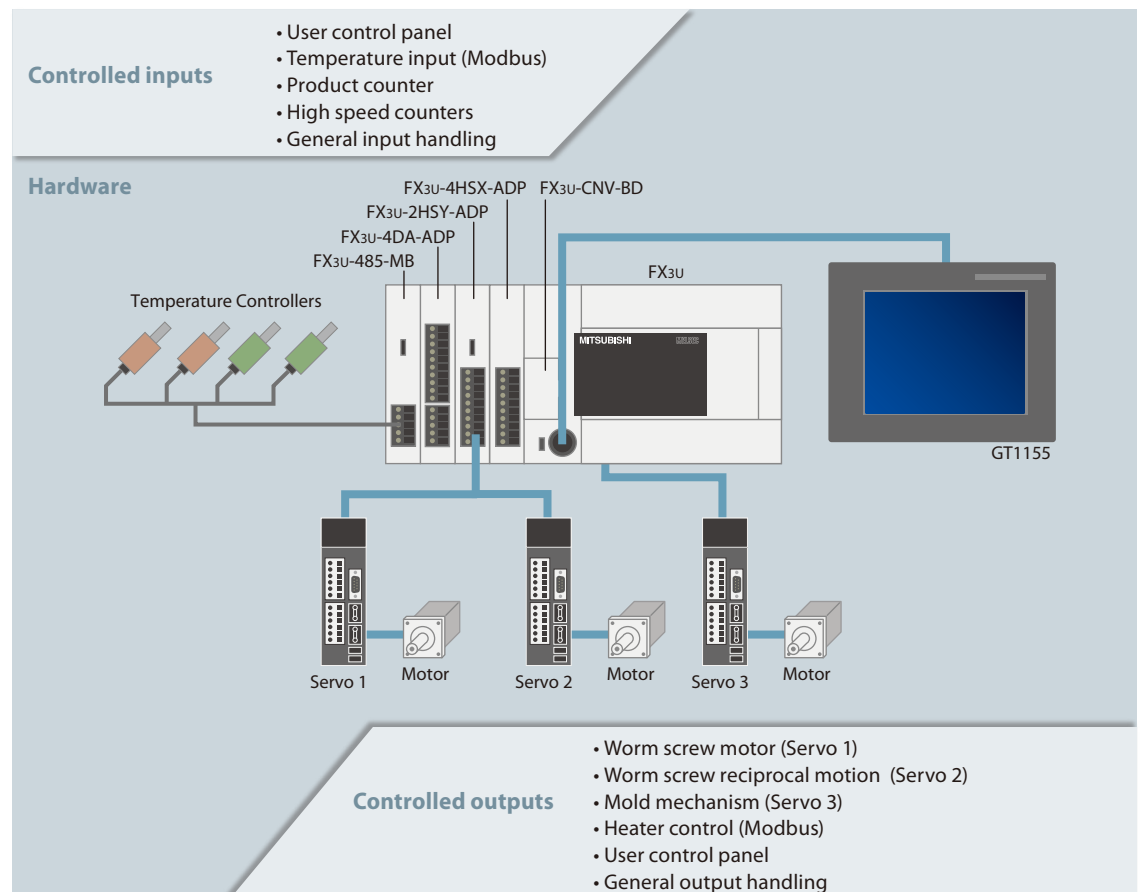 Controlled inputs
• User control panel
• Temperature input (Modbus)
• Product counter
• High speed counters
• General input handling
Hardware
FX3U-4HSX-ADP FX3U-CNV-BD
FX3U-2HSY-ADP
FX3U-4DA-ADP
FX3U-485-MB
FX3U
Temperature Controllers
MITSUBISHI
GT1155
Servo 1
Motor
Servo 2
Motor
Servo 3
Motor
Controlled outputs
• Worm screw motor (Servo 1)
• Worm screw reciprocal motion (Servo 2)
• Mold mechanism (Servo 3)
• Heater control (Modbus)
• User control panel
• General output handling